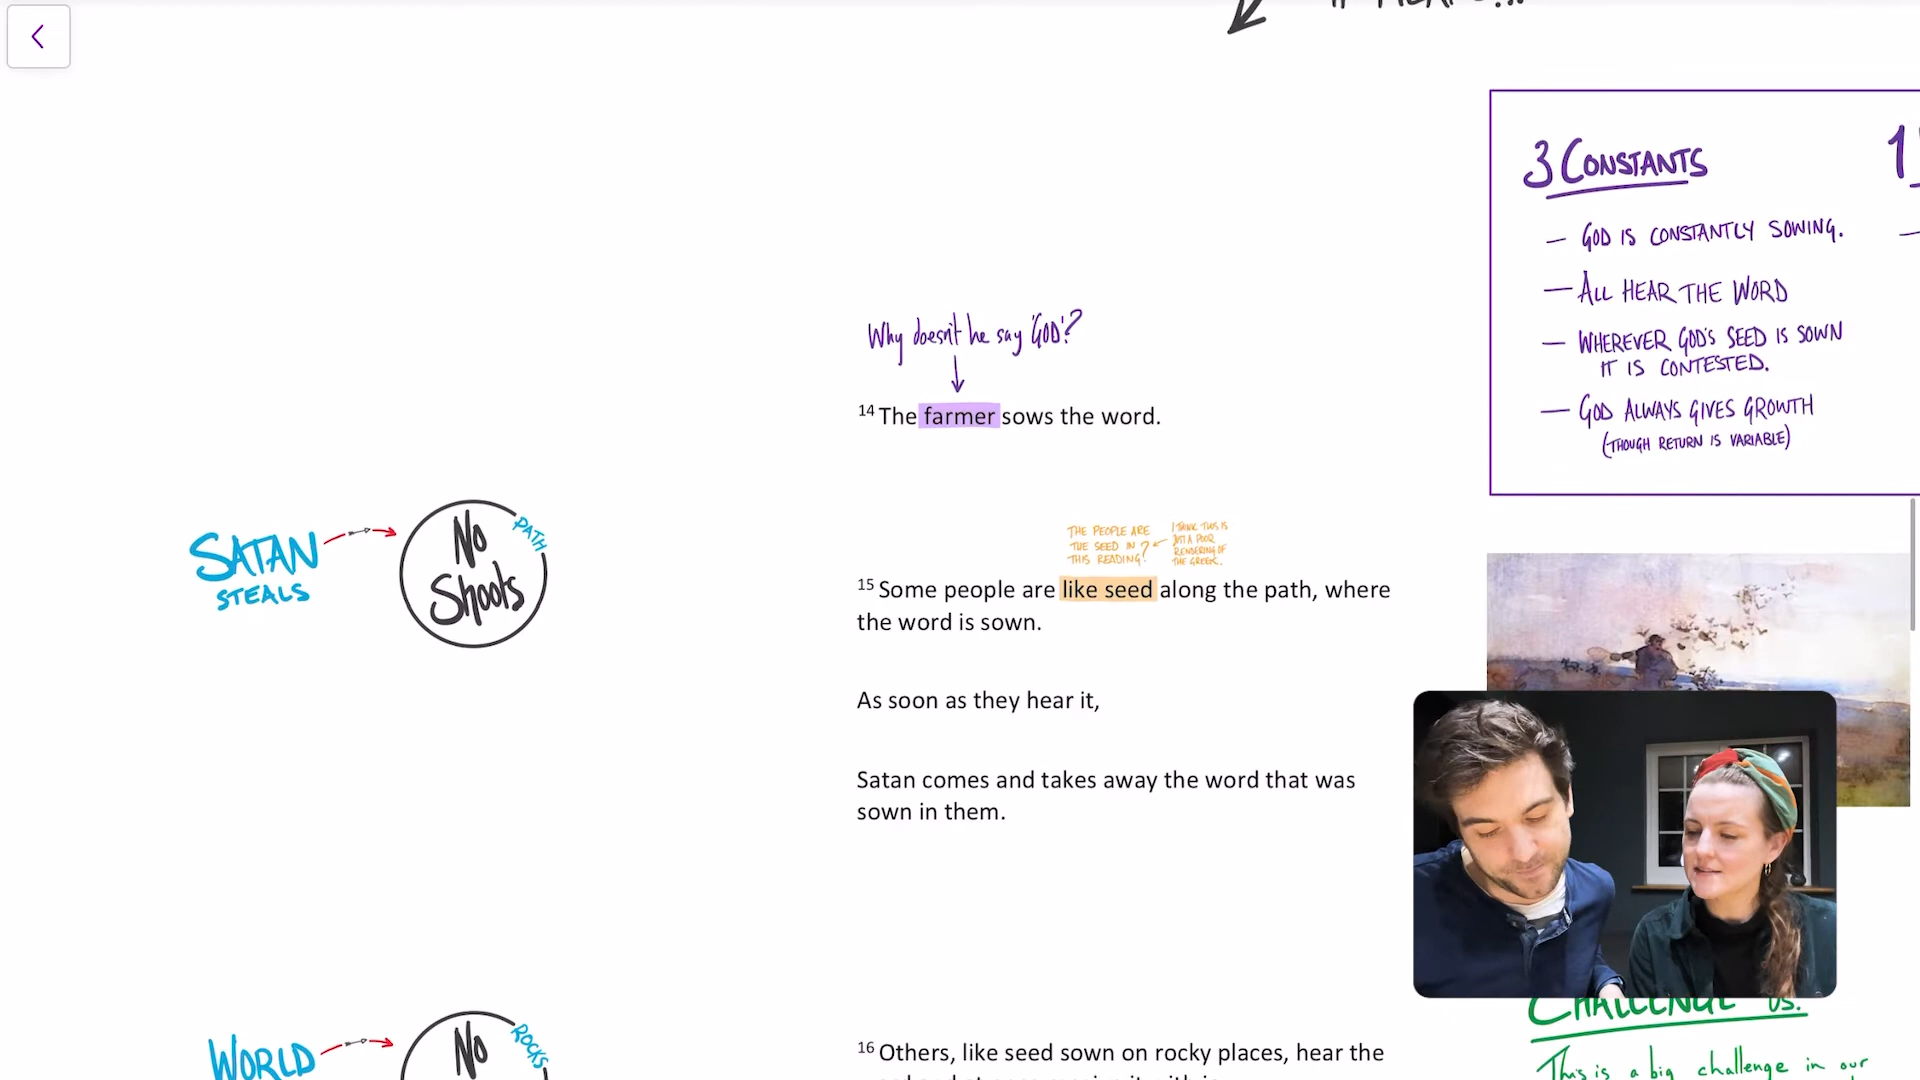 3 CONSTANTS
— GOD IS CONSTANTLY SOWING.
— ALL HEAR THE WORD
— WHEREVER GOD'S SEED IS SOWN
IT IS CONTESTED.
— GOD ALWAYS GIVES GROWTH
(THOUGH RETURN IS VARIABLE)
Why doesn't he say 'GOD'?
14 The farmer sows the word.
SATAN
STEALS
No
Shoots
PATH
THE PEOPLE ARE
THE SEED IN
THIS READING?
I THINK THIS IS
JUST A POOR
RENDERING OF
THE GREEK.
15 Some people are like seed along the path, where
the word is sown.
As soon as they hear it,
Satan comes and takes away the word that was
sown in them.
WORLD
No
ROCKS
16 Others, like seed sown on rocky places, hear the
CHALLENGE US.
This is a big challenge in our